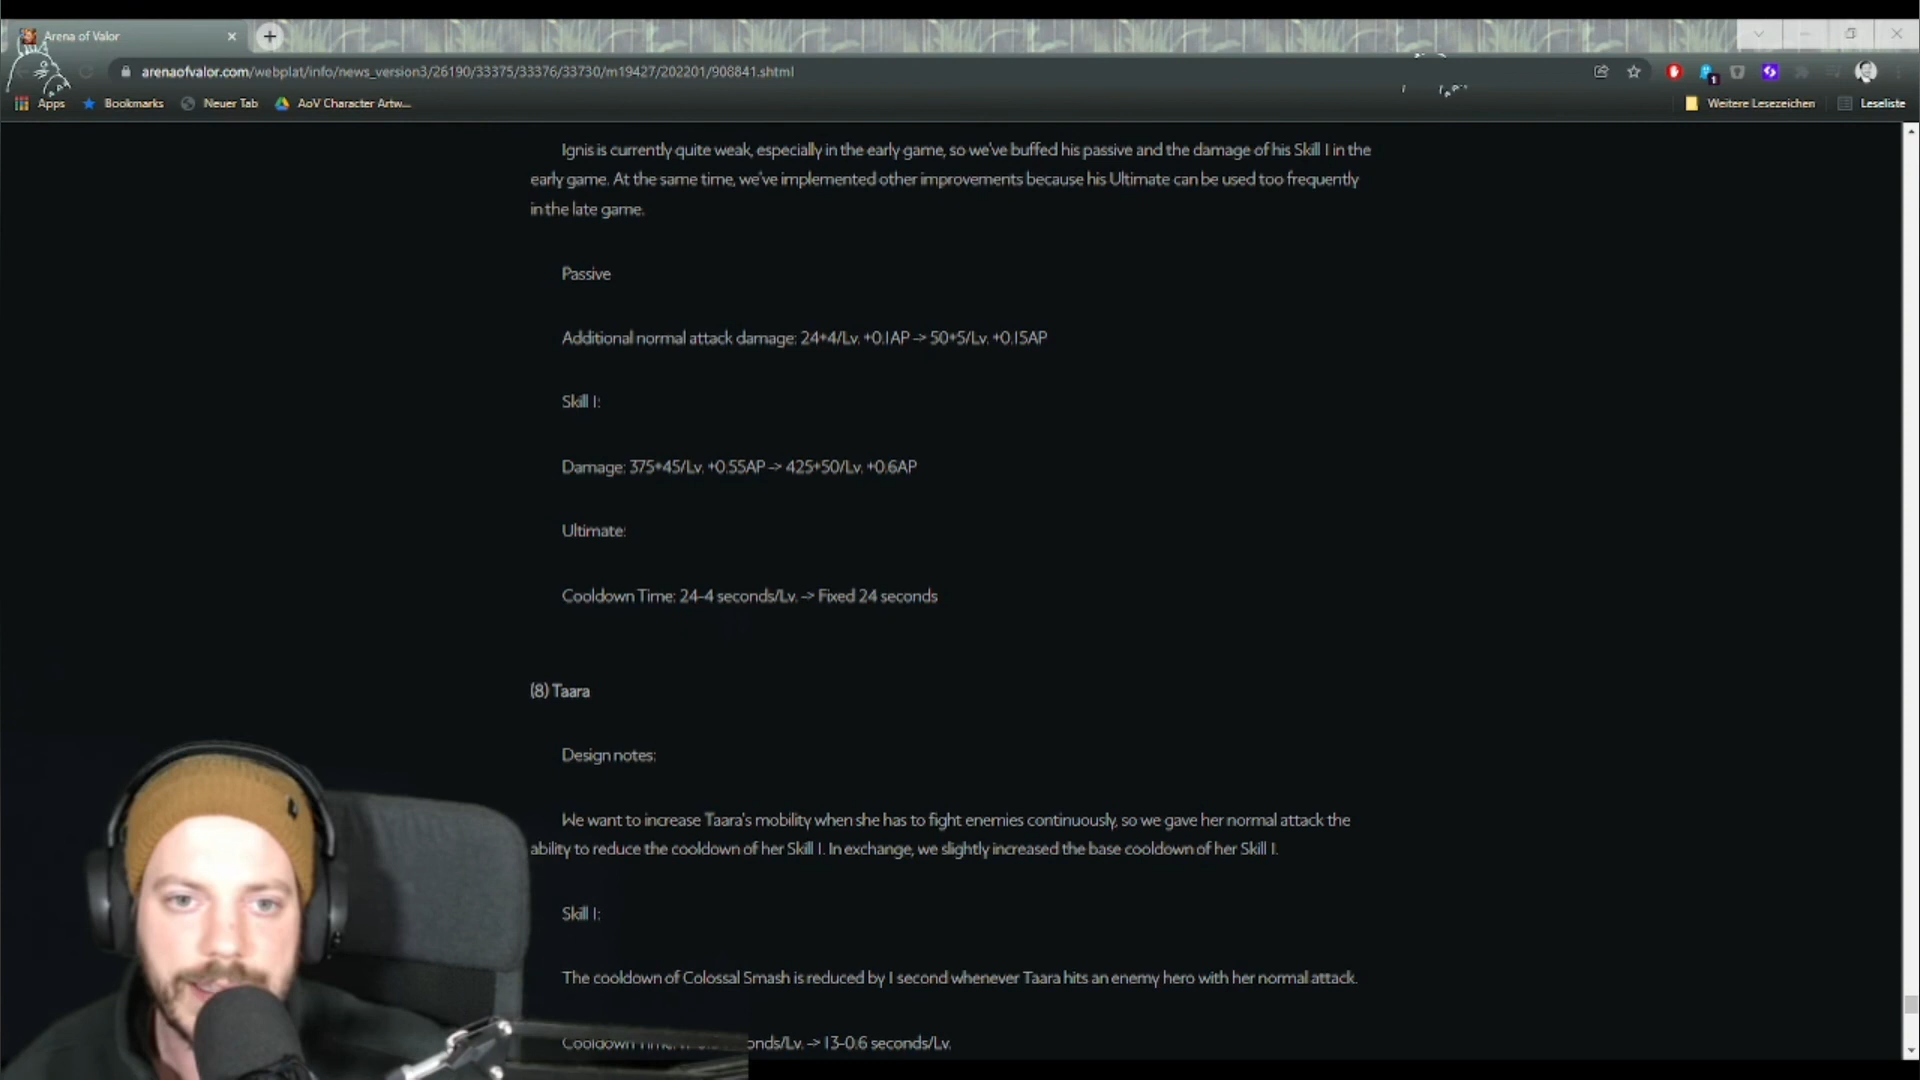 Arena of Valor
arenaofvalor.com/webplat/info/news_version3/26190/33375/33376/33730/m19427/202201/908841.shtml
1
Apps Bookmarks Neuer Tab AoV Character Artw... Weitere Lesezeichen Leseliste
Ignis is currently quite weak, especially in the early game, so we've buffed his passive and the damage of his Skill 1 in the
early game. At the same time, we've implemented other improvements because his Ultimate can be used too frequently
in the late game.
Passive
Additional normal attack damage: 24+4/Lv. +0.1AP -> 50+5/Lv. +0.15AP
Skill 1:
Damage: 375+45/Lv. +0.55AP -> 425+50/Lv. +0.6AP
Ultimate:
Cooldown Time: 24-4 seconds/Lv. -> Fixed 24 seconds
(8) Taara
Design notes:
We want to increase Taara's mobility when she has to fight enemies continuously, so we gave her normal attack the
ability to reduce the cooldown of her Skill 1. In exchange, we slightly increased the base cooldown of her Skill 1.
Skill 1:
The cooldown of Colossal Smash is reduced by 1 second whenever Taara hits an enemy hero with her normal attack.
Cooldown Time: /Lv. -> 13-0.6 seconds/Lv.